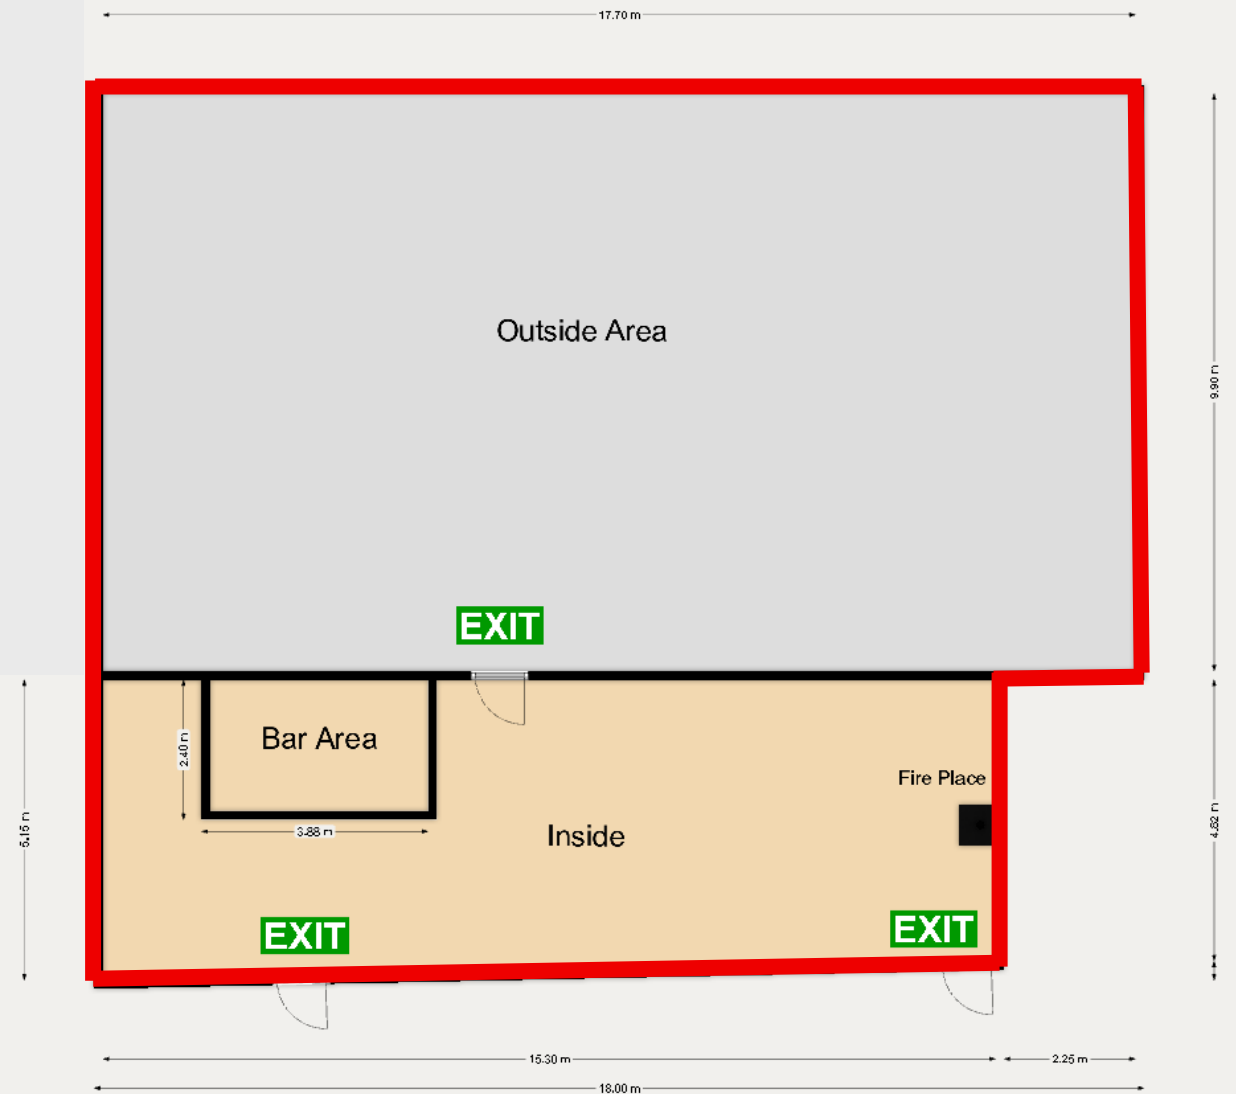 17.70 m
Outside Area
9.90 m
EXIT
Bar Area
2.40 m
3.88 m
Fire Place
Inside
5.15 m
4.62 m
EXIT
EXIT
15.30 m
2.25 m
18.00 m